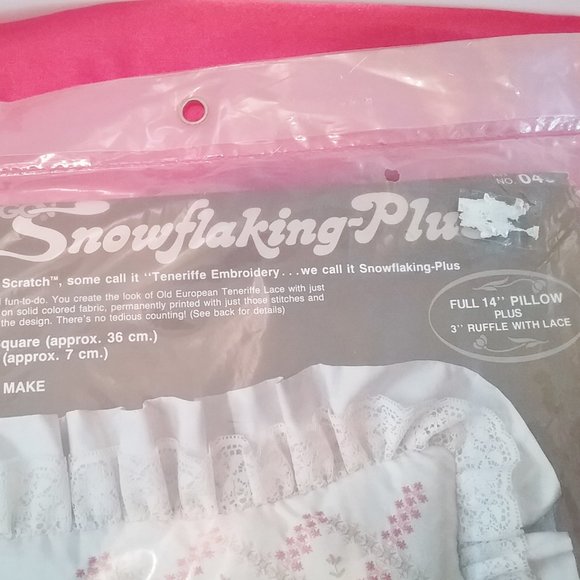 NO. 04
Snowflaking-Plus
Scratch™, some call it "Teneriffe Embroidery...we call it Snowflaking-Plus
fun-to-do. You create the look of Old European Teneriffe Lace with just
on solid colored fabric, permanently printed with just those stitches and
the design. There's no tedious counting! (See back for details)
quare (approx. 36 cm.)
(approx. 7 cm.)
MAKE
FULL 14" PILLOW
PLUS
3" RUFFLE WITH LACE